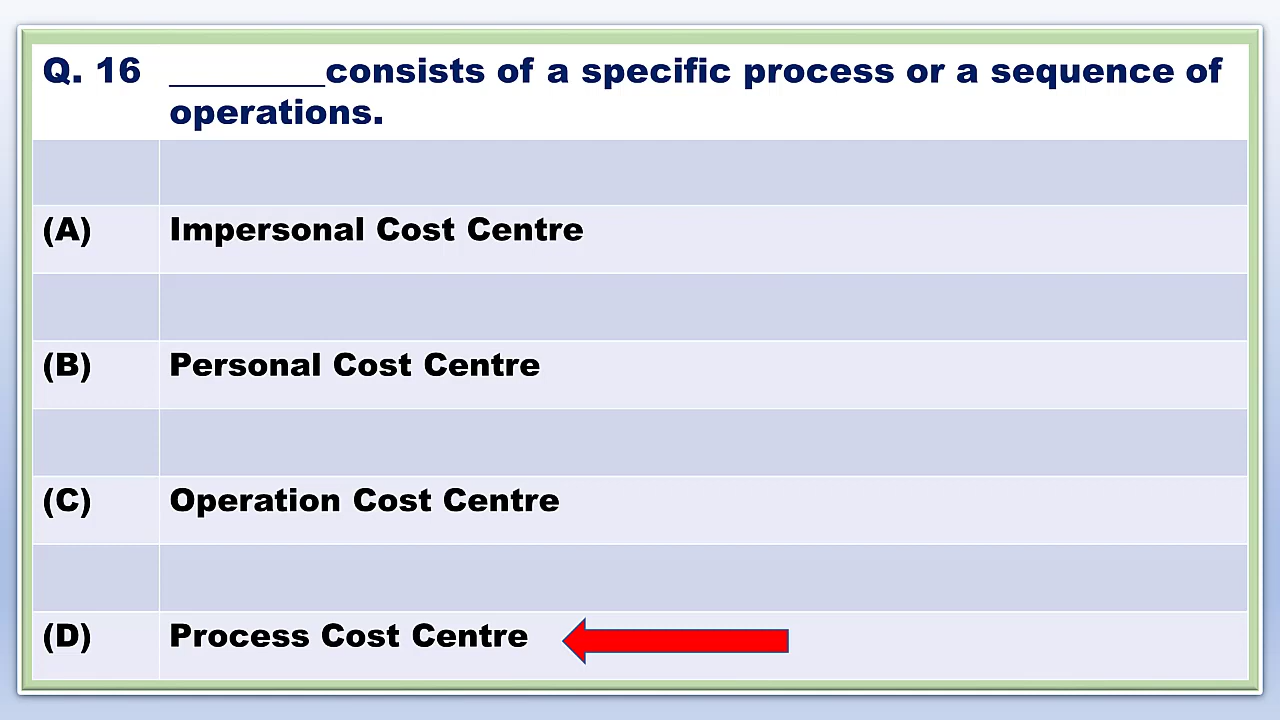 Q. 16 _________consists of a specific process or a sequence of
operations.
(A) Impersonal Cost Centre
(B) Personal Cost Centre
(C) Operation Cost Centre
(D) Process Cost Centre